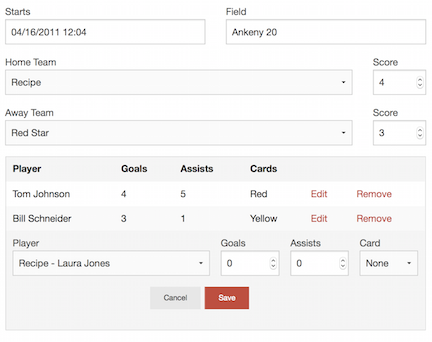 Starts Field
04/16/2011 12:04 Ankeny 20
Home Team Score
Recipe 4
Away Team Score
Red Star 3
Player Goals Assists Cards
Tom Johnson 4 5 Red Edit Remove
Bill Schneider 3 1 Yellow Edit Remove
Player Goals Assists Card
Recipe - Laura Jones 0 0 None
Cancel Save